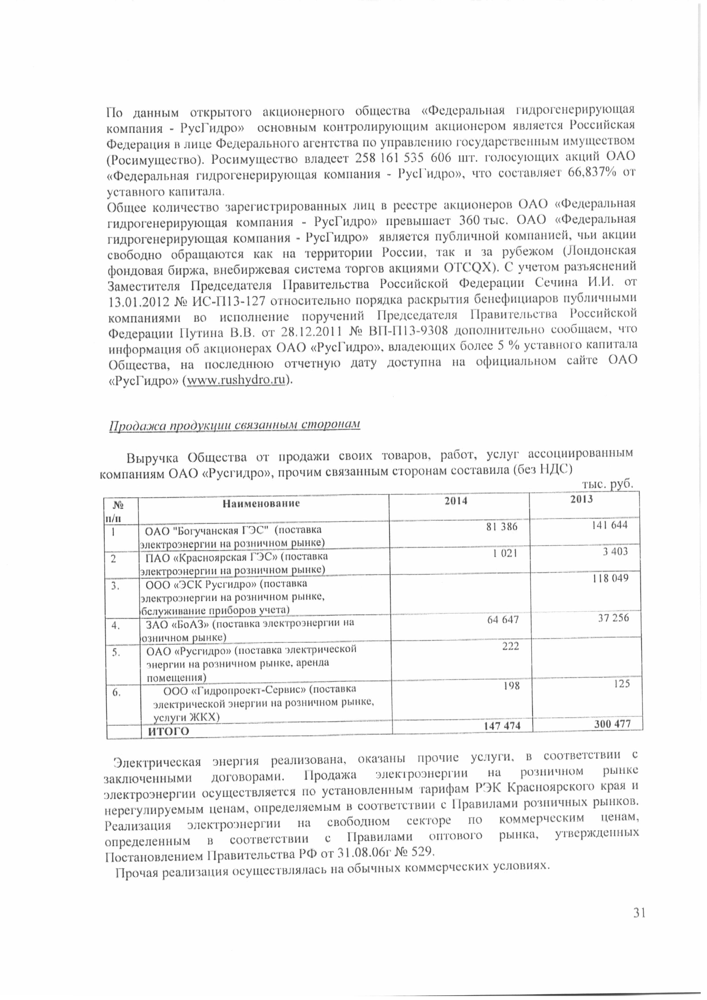 По данным открытого акционерного общества «Федеральная гидрогенерирующая
компания - РусГидро» основным контролирующим акционером является Российская
Федерация в лице Федерального агентства по управлению государственным имуществом
(Росимущество). Росимущество владеет 258 161 535 606 шт. голосующих акций ОАО
«Федеральная гидрогенерирующая компания - РусГидро», что составляет 66,837% от
уставного капитала.
Общее количество зарегистрированных лиц в реестре акционеров ОАО «Федеральная
гидрогенерирующая компания - РусГидро» превышает 360 тыс. ОАО «Федеральная
гидрогенерирующая компания - РусГидро» является публичной компанией, чьи акции
свободно обращаются как на территории России, так и за рубежом (Лондонская
фондовая биржа, внебиржевая система торгов акциями OTCQX). С учетом разъяснений
Заместителя Председателя Правительства Российской Федерации Сечина И.И. от
13.01.2012 № ИС-П13-127 относительно порядка раскрытия бенефициаров публичными
компаниями во исполнение поручений Председателя Правительства Российской
Федерации Путина В.В. от 28.12.2011 № ВП-П13-9308 дополнительно сообщаем, что
информация об акционерах ОАО «РусГидро», владеющих более 5 % уставного капитала
Общества, на последнюю отчетную дату доступна на официальном сайте ОАО
«РусГидро» (www.rushydro.ru).
Продажа продукции связанным сторонам
Выручка Общества от продажи своих товаров, работ, услуг ассоциированным
компаниям ОАО «Русгидро», прочим связанным сторонам составила (без НДС)
тыс. руб.
№ Наименование 2014 2013
п/п
1 ОАО "Богучанская ГЭС" (поставка 81 386 141 644
электроэнергии на розничном рынке)
2 ПАО «Красноярская ГЭС» (поставка 1 021 3 403
электроэнергии на розничном рынке)
3. ООО «ЭСК Русгидро» (поставка 118 049
электроэнергии на розничном рынке,
бслуживание приборов учета)
4. ЗАО «БоАЗ» (поставка электроэнергии на 64 647 37 256
озничном рынке)
5. ОАО «Русгидро» (поставка электрической 222
энергии на розничном рынке, аренда
помещения)
6. ООО «Гидропроект-Сервис» (поставка 198 125
электрической энергии на розничном рынке,
услуги ЖКХ)
ИТОГО 147 474 300 477
Электрическая энергия реализована, оказаны прочие услуги, в соответствии с
заключенными договорами. Продажа электроэнергии на розничном рынке
электроэнергии осуществляется по установленным тарифам РЭК Красноярского края и
нерегулируемым ценам, определяемым в соответствии с Правилами розничных рынков.
Реализация электроэнергии на свободном секторе по коммерческим ценам,
определенным в соответствии с Правилами оптового рынка, утвержденных
Постановлением Правительства РФ от 31.08.06г № 529.
Прочая реализация осуществлялась на обычных коммерческих условиях.
31